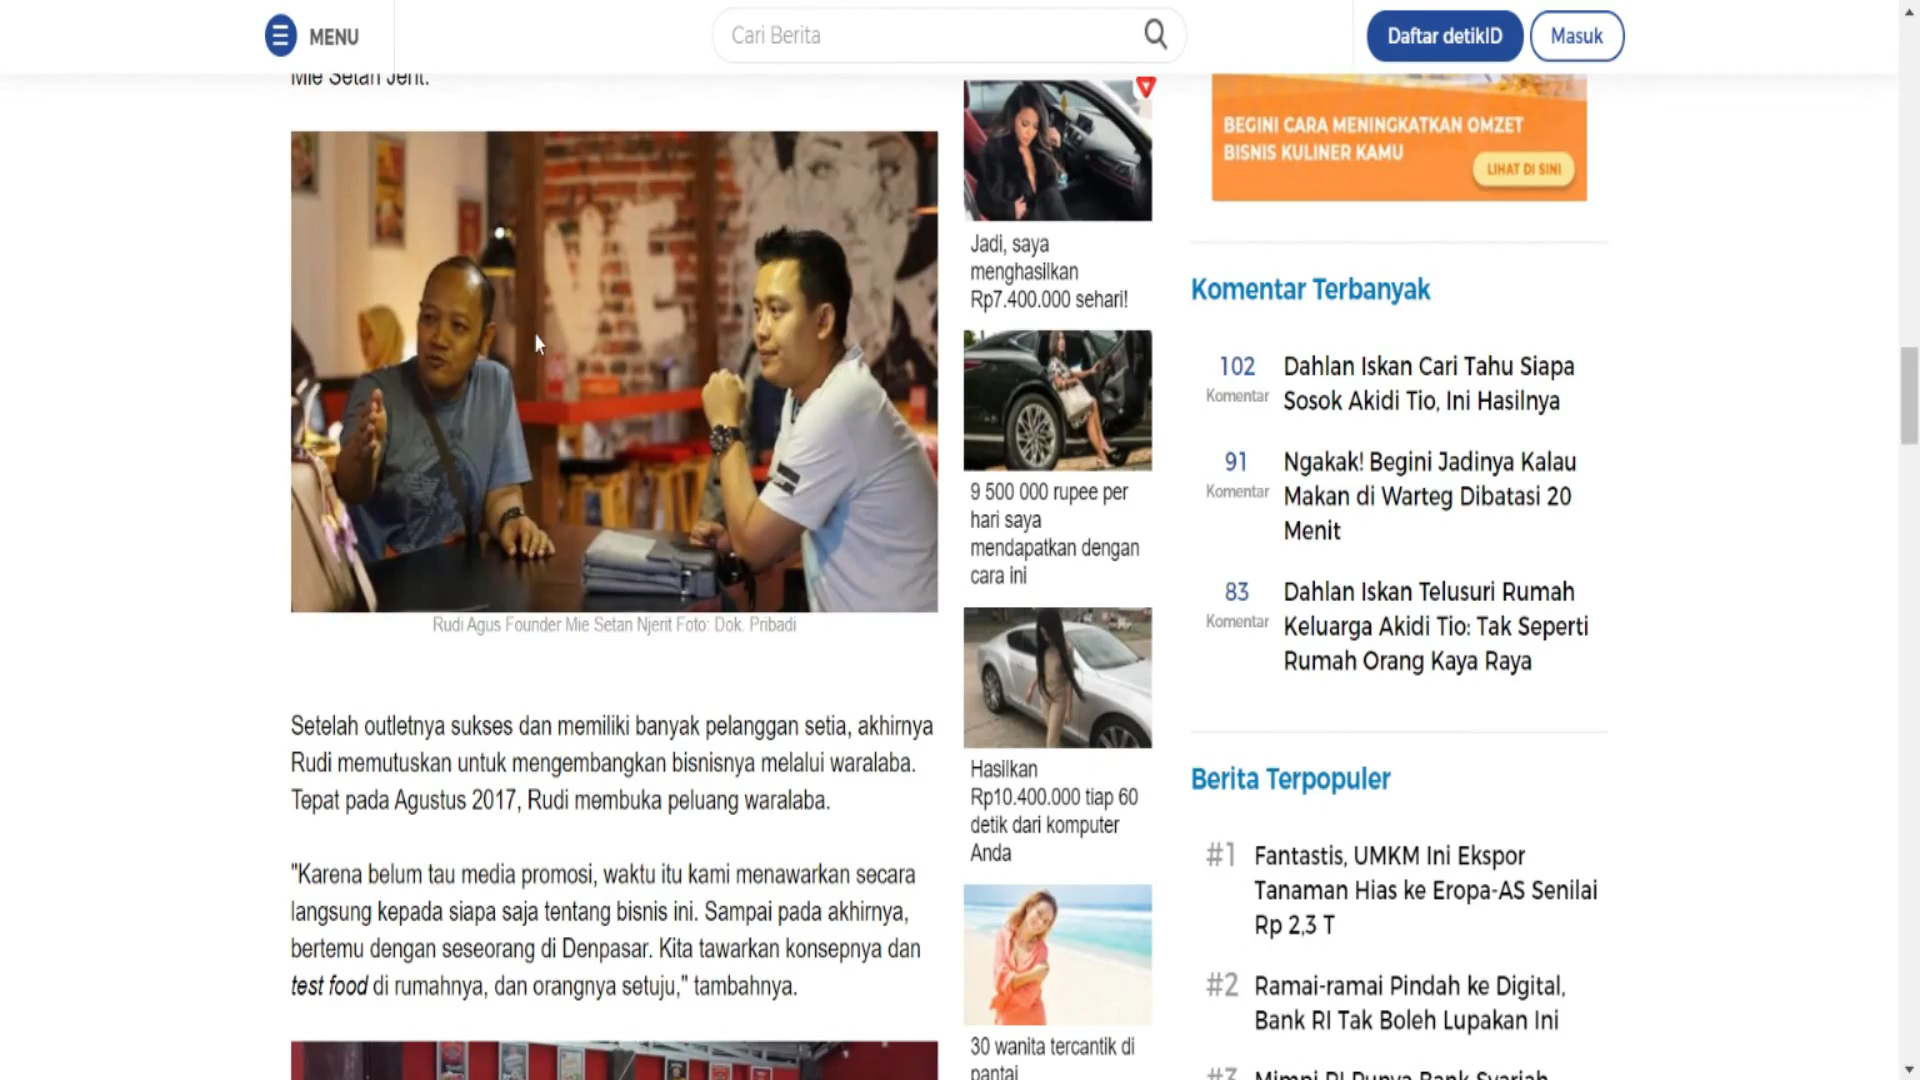 MENU
Cari Berita
Daftar detikID
Masuk
Mie Setan Jerit.
Rudi Agus Founder Mie Setan Njerit Foto: Dok. Pribadi
Setelah outletnya sukses dan memiliki banyak pelanggan setia, akhirnya
Rudi memutuskan untuk mengembangkan bisnisnya melalui waralaba.
Tepat pada Agustus 2017, Rudi membuka peluang waralaba.
"Karena belum tau media promosi, waktu itu kami menawarkan secara
langsung kepada siapa saja tentang bisnis ini. Sampai pada akhirnya,
bertemu dengan seseorang di Denpasar. Kita tawarkan konsepnya dan
test food di rumahnya, dan orangnya setuju," tambahnya.
Jadi, saya
menghasilkan
Rp7.400.000 sehari!
9 500 000 rupee per
hari saya
mendapatkan dengan
cara ini
Hasilkan
Rp10.400.000 tiap 60
detik dari komputer
Anda
30 wanita tercantik di
pantai
BEGINI CARA MENINGKATKAN OMZET
BISNIS KULINER KAMU
LIHAT DI SINI
Komentar Terbanyak
102
Komentar
Dahlan Iskan Cari Tahu Siapa
Sosok Akidi Tio, Ini Hasilnya
91
Komentar
Ngakak! Begini Jadinya Kalau
Makan di Warteg Dibatasi 20
Menit
83
Komentar
Dahlan Iskan Telusuri Rumah
Keluarga Akidi Tio: Tak Seperti
Rumah Orang Kaya Raya
Berita Terpopuler
#1
Fantastis, UMKM Ini Ekspor
Tanaman Hias ke Eropa-AS Senilai
Rp 2,3 T
#2
Ramai-ramai Pindah ke Digital,
Bank RI Tak Boleh Lupakan Ini
#3
Mimpi RI Punya Bank Syariah